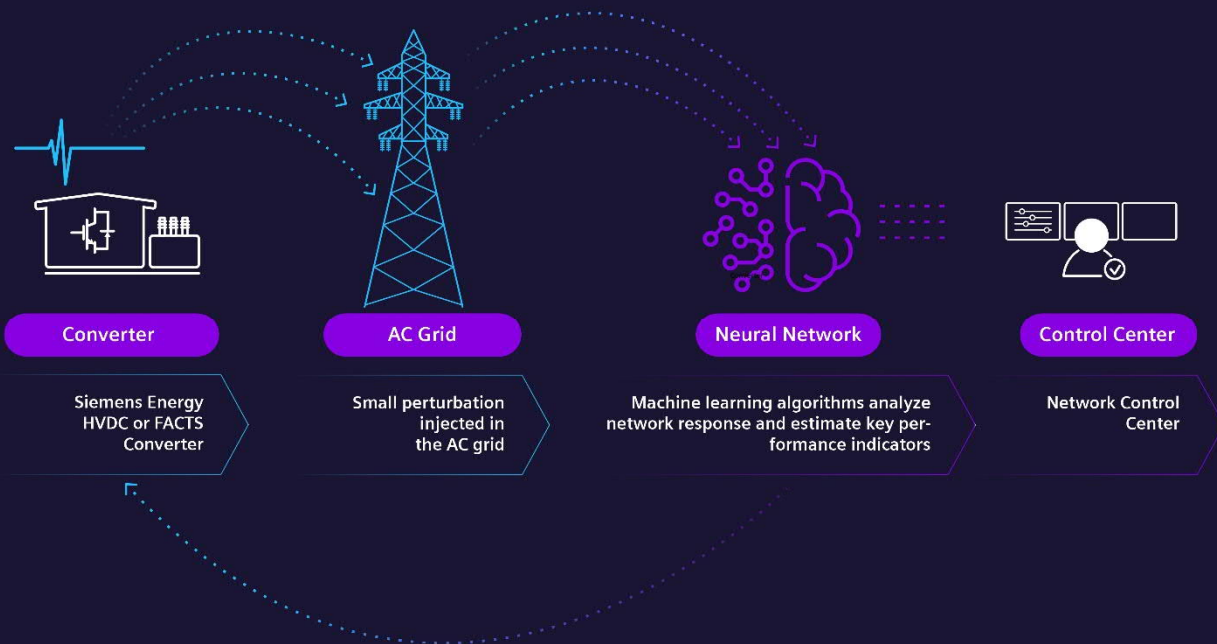 Converter
AC Grid
Neural Network
Control Center
Siemens Energy
HVDC or FACTS
Converter
Small perturbation
injected in
the AC grid
Machine learning algorithms analyze
network response and estimate key per-
formance indicators
Network Control
Center